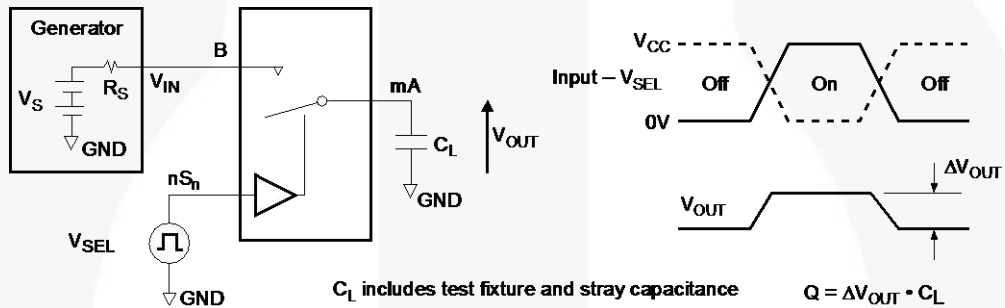 Generator
B
V_IN
R_S
V_S
GND
mA
C_L
V_OUT
GND
nS_n
V_SEL
GND
C_L includes test fixture and stray capacitance
V_CC
Input – V_SEL
Off
On
Off
0V
ΔV_OUT
V_OUT
Q = ΔV_OUT • C_L